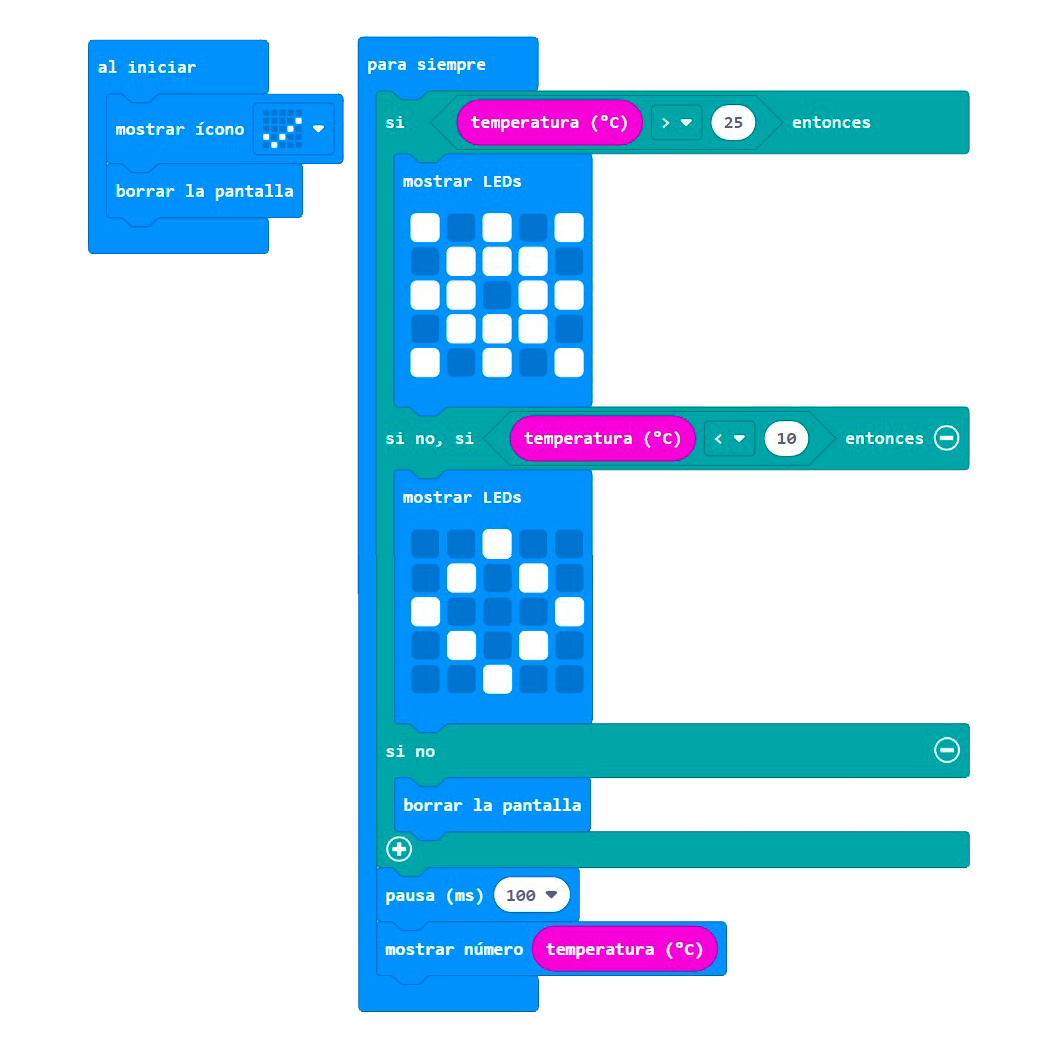 al iniciar
mostrar ícono
borrar la pantalla
para siempre
si temperatura (°C) > 25 entonces
mostrar LEDs
si no, si temperatura (°C) < 10 entonces
mostrar LEDs
si no
borrar la pantalla
pausa (ms) 100
mostrar número temperatura (°C)